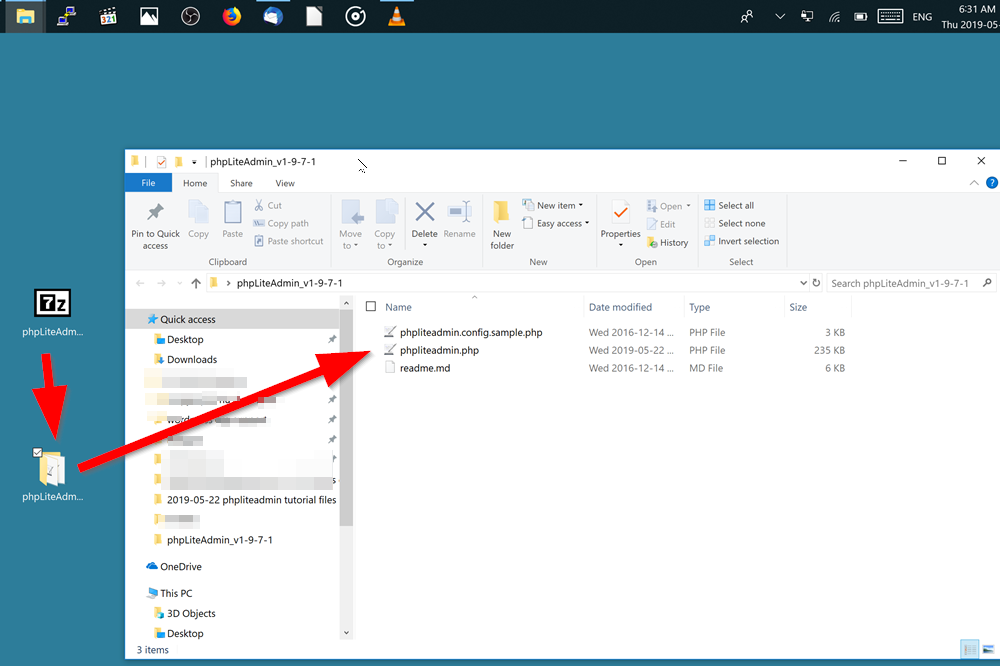 321
ENG
6:31 AM
Thu 2019-05-
phpLiteAdmin_v1-9-7-1
File Home Share View
Pin to Quick access
Copy
Paste
Cut
Copy path
Paste shortcut
Clipboard
Move to
Copy to
Delete
Rename
Organize
New folder
New item
Easy access
New
Properties
Open
Edit
History
Open
Select all
Select none
Invert selection
Select
phpLiteAdmin_v1-9-7-1
Search phpLiteAdmin_v1-9-7-1
7z
phpLiteAdm...
phpLiteAdm...
Quick access
Desktop
Downloads
2019-05-22 phpliteadmin tutorial files
phpLiteAdmin_v1-9-7-1
OneDrive
This PC
3D Objects
Desktop
Name Date modified Type Size
phpliteadmin.config.sample.php Wed 2016-12-14 ... PHP File 3 KB
phpliteadmin.php Wed 2019-05-22 ... PHP File 235 KB
readme.md Wed 2016-12-14 ... MD File 6 KB
3 items